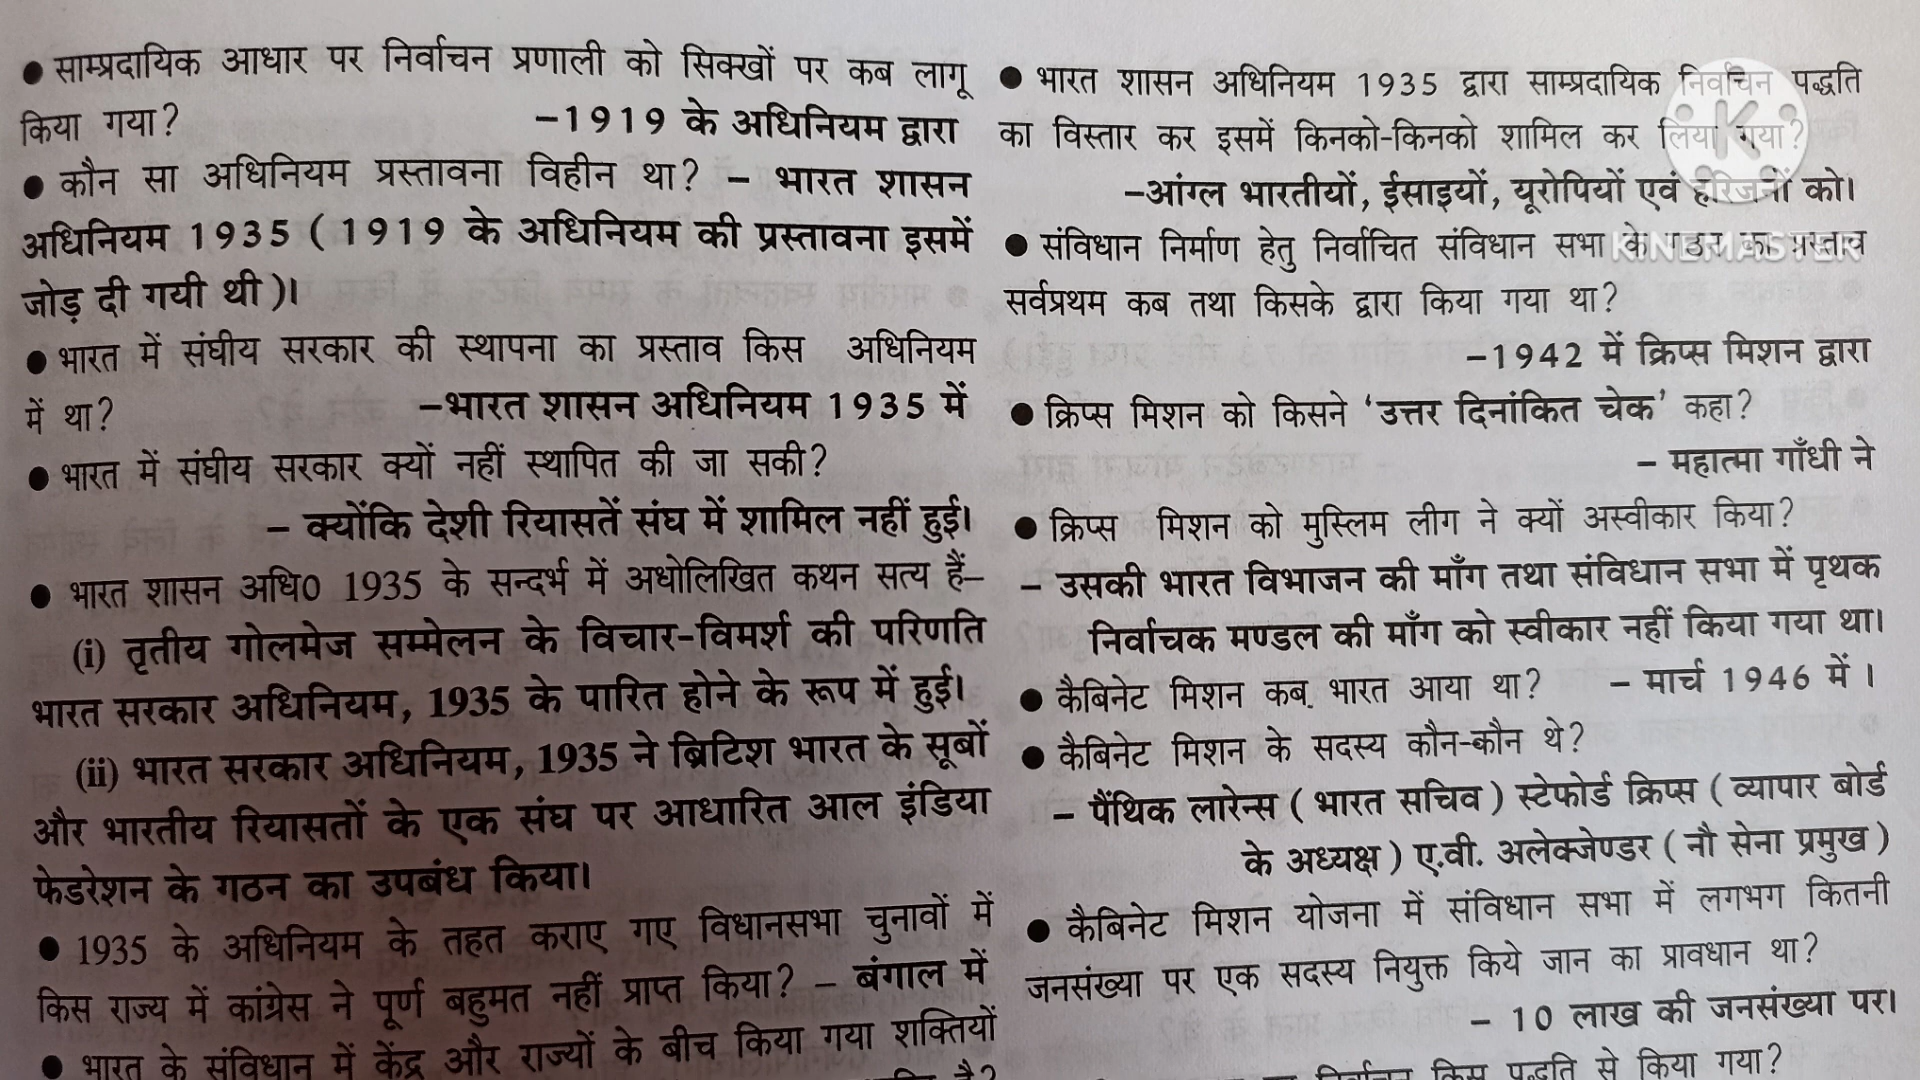 ● साम्प्रदायिक आधार पर निर्वाचन प्रणाली को सिक्खों पर कब लागू
किया गया? –1919 के अधिनियम द्वारा
● कौन सा अधिनियम प्रस्तावना विहीन था? – भारत शासन
अधिनियम 1935 ( 1919 के अधिनियम की प्रस्तावना इसमें
जोड़ दी गयी थी )।
● भारत में संघीय सरकार की स्थापना का प्रस्ताव किस अधिनियम
में था? –भारत शासन अधिनियम 1935 में
● भारत में संघीय सरकार क्यों नहीं स्थापित की जा सकी?
– क्योंकि देशी रियासतें संघ में शामिल नहीं हुई।
● भारत शासन अधि0 1935 के सन्दर्भ में अधोलिखित कथन सत्य हैं–
(i) तृतीय गोलमेज सम्मेलन के विचार-विमर्श की परिणति
भारत सरकार अधिनियम, 1935 के पारित होने के रूप में हुई।
(ii) भारत सरकार अधिनियम, 1935 ने ब्रिटिश भारत के सूबों
और भारतीय रियासतों के एक संघ पर आधारित आल इंडिया
फेडरेशन के गठन का उपबंध किया।
● 1935 के अधिनियम के तहत कराए गए विधानसभा चुनावों में
किस राज्य में कांग्रेस ने पूर्ण बहुमत नहीं प्राप्त किया? – बंगाल में
● भारत के संविधान में केंद्र और राज्यों के बीच किया गया शक्तियों
है?
● भारत शासन अधिनियम 1935 द्वारा साम्प्रदायिक निर्वाचन पद्धति
का विस्तार कर इसमें किनको-किनको शामिल कर लिया गया?
–आंग्ल भारतीयों, ईसाइयों, यूरोपियों एवं हरिजनों को।
● संविधान निर्माण हेतु निर्वाचित संविधान सभा के गठन का प्रस्ताव
सर्वप्रथम कब तथा किसके द्वारा किया गया था?
–1942 में क्रिप्स मिशन द्वारा
● क्रिप्स मिशन को किसने ‘उत्तर दिनांकित चेक’ कहा?
– महात्मा गाँधी ने
● क्रिप्स मिशन को मुस्लिम लीग ने क्यों अस्वीकार किया?
– उसकी भारत विभाजन की माँग तथा संविधान सभा में पृथक
निर्वाचक मण्डल की माँग को स्वीकार नहीं किया गया था।
● कैबिनेट मिशन कब भारत आया था? – मार्च 1946 में ।
● कैबिनेट मिशन के सदस्य कौन-कौन थे?
– पैंथिक लारेन्स ( भारत सचिव ) स्टेफोर्ड क्रिप्स ( व्यापार बोर्ड
के अध्यक्ष ) ए.वी. अलेक्जेण्डर ( नौ सेना प्रमुख )
● कैबिनेट मिशन योजना में संविधान सभा में लगभग कितनी
जनसंख्या पर एक सदस्य नियुक्त किये जान का प्रावधान था?
– 10 लाख की जनसंख्या पर।
निर्वाचन किस पद्धति से किया गया?
K
KINEMASTER